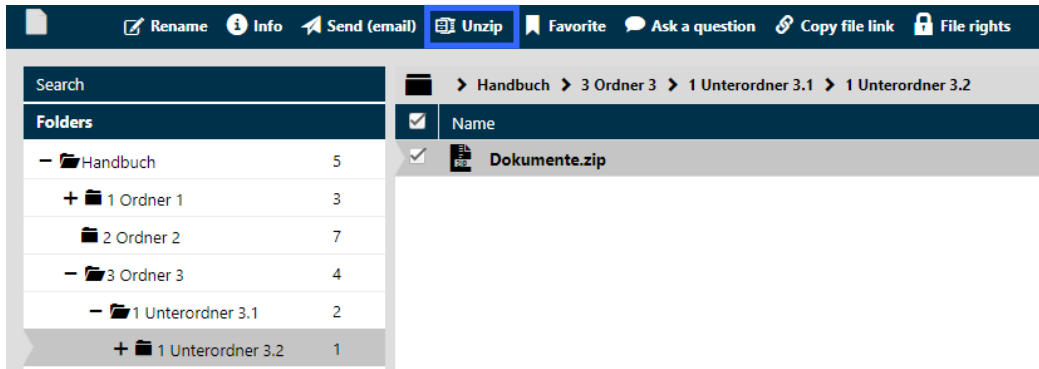 Rename Info Send (email) Unzip Favorite Ask a question Copy file link File rights
Search
Folders
Handbuch 5
1 Ordner 1 3
2 Ordner 2 7
3 Ordner 3 4
1 Unterordner 3.1 2
1 Unterordner 3.2 1
Handbuch 3 Ordner 3 1 Unterordner 3.1 1 Unterordner 3.2
Name
ZIP Dokumente.zip